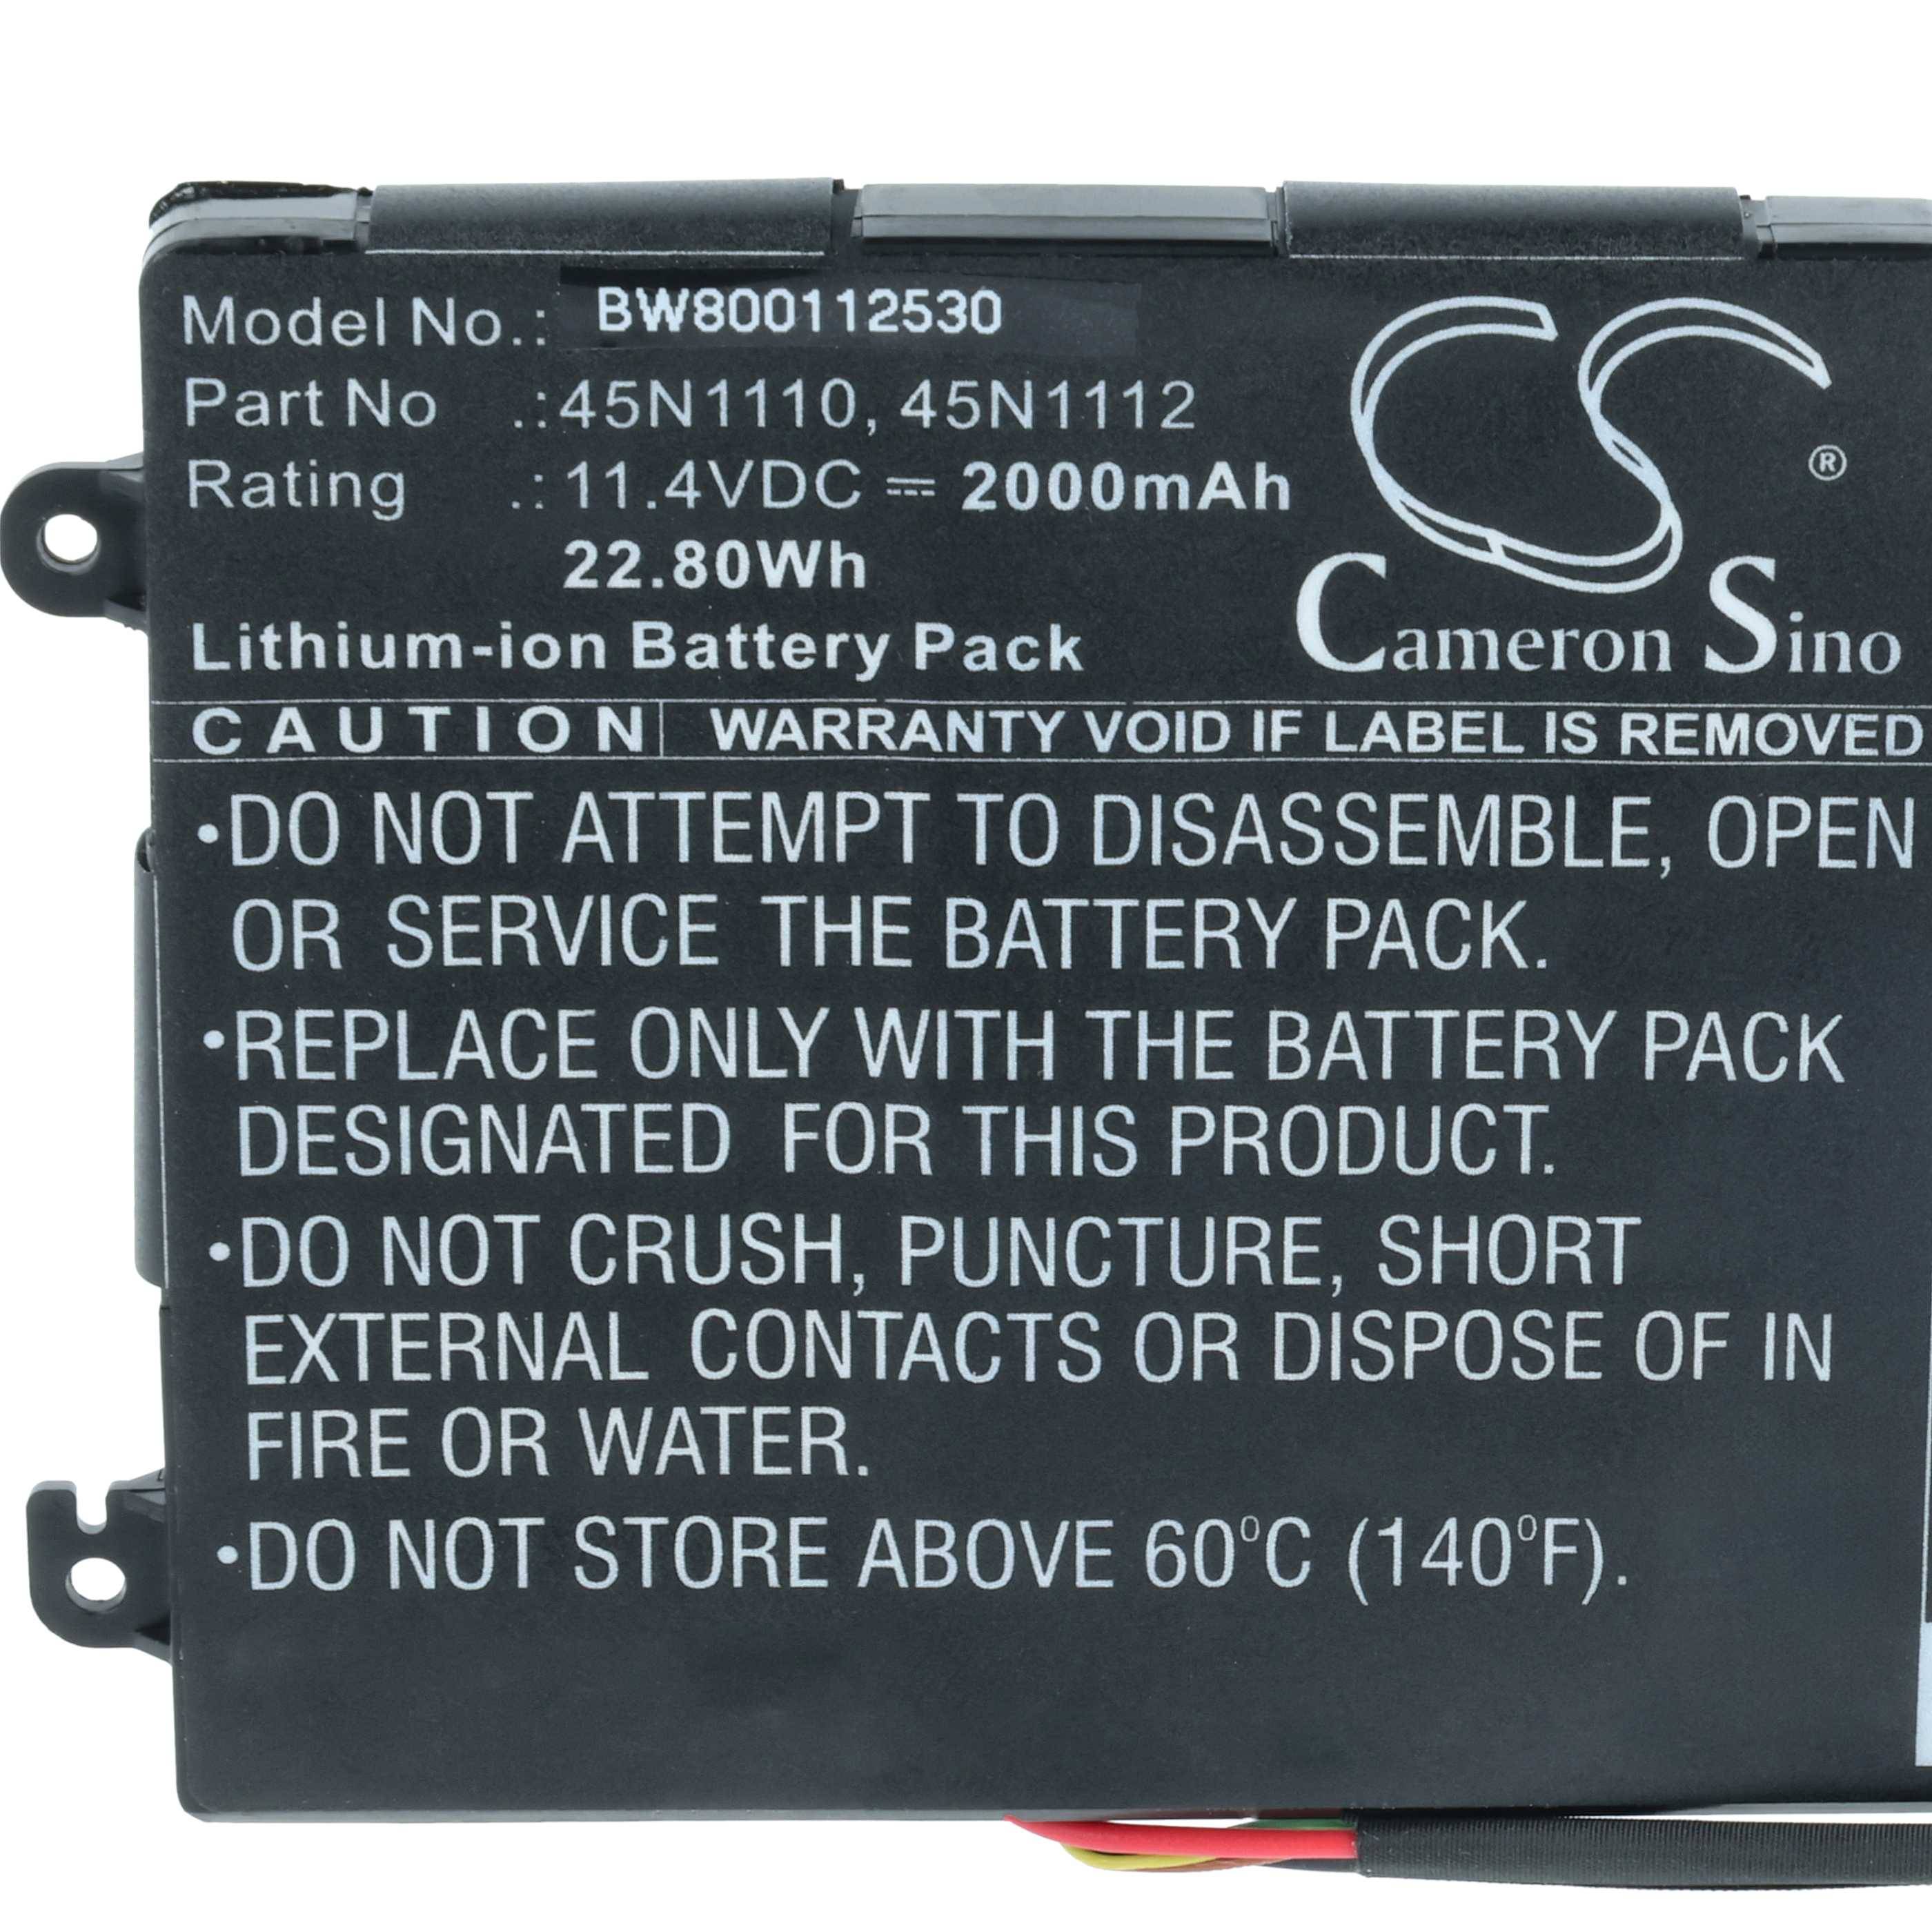 Model No.: BW800112530
Part No .: 45N1110, 45N1112
Rating .: 11.4VDC ⎓ 2000mAh
22.80Wh
Lithium-ion Battery Pack
CS®
Cameron Sino
CAUTION WARRANTY VOID IF LABEL IS REMOVED
•DO NOT ATTEMPT TO DISASSEMBLE, OPEN
OR SERVICE THE BATTERY PACK.
•REPLACE ONLY WITH THE BATTERY PACK
DESIGNATED FOR THIS PRODUCT.
•DO NOT CRUSH, PUNCTURE, SHORT
EXTERNAL CONTACTS OR DISPOSE OF IN
FIRE OR WATER.
•DO NOT STORE ABOVE 60°C (140°F).